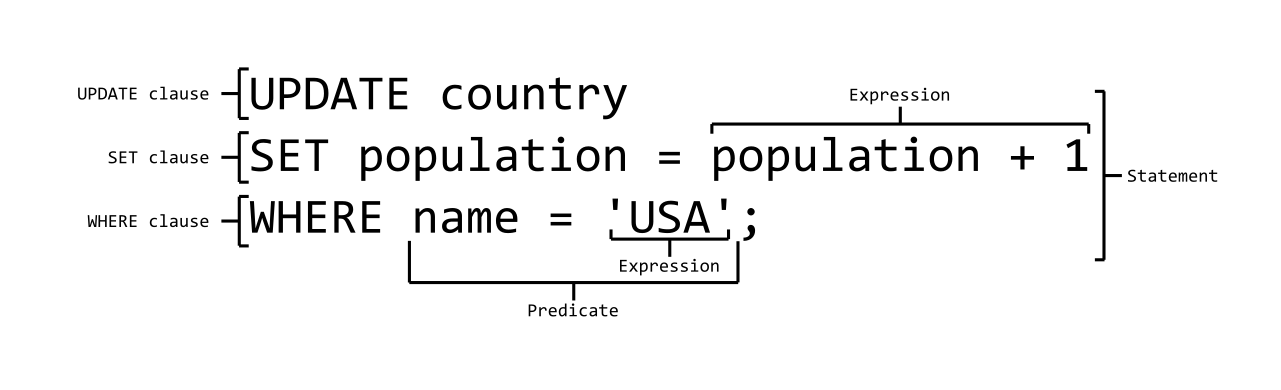 UPDATE clause UPDATE country
Expression
SET clause SET population = population + 1
Statement
WHERE clause WHERE name = 'USA';
Expression
Predicate